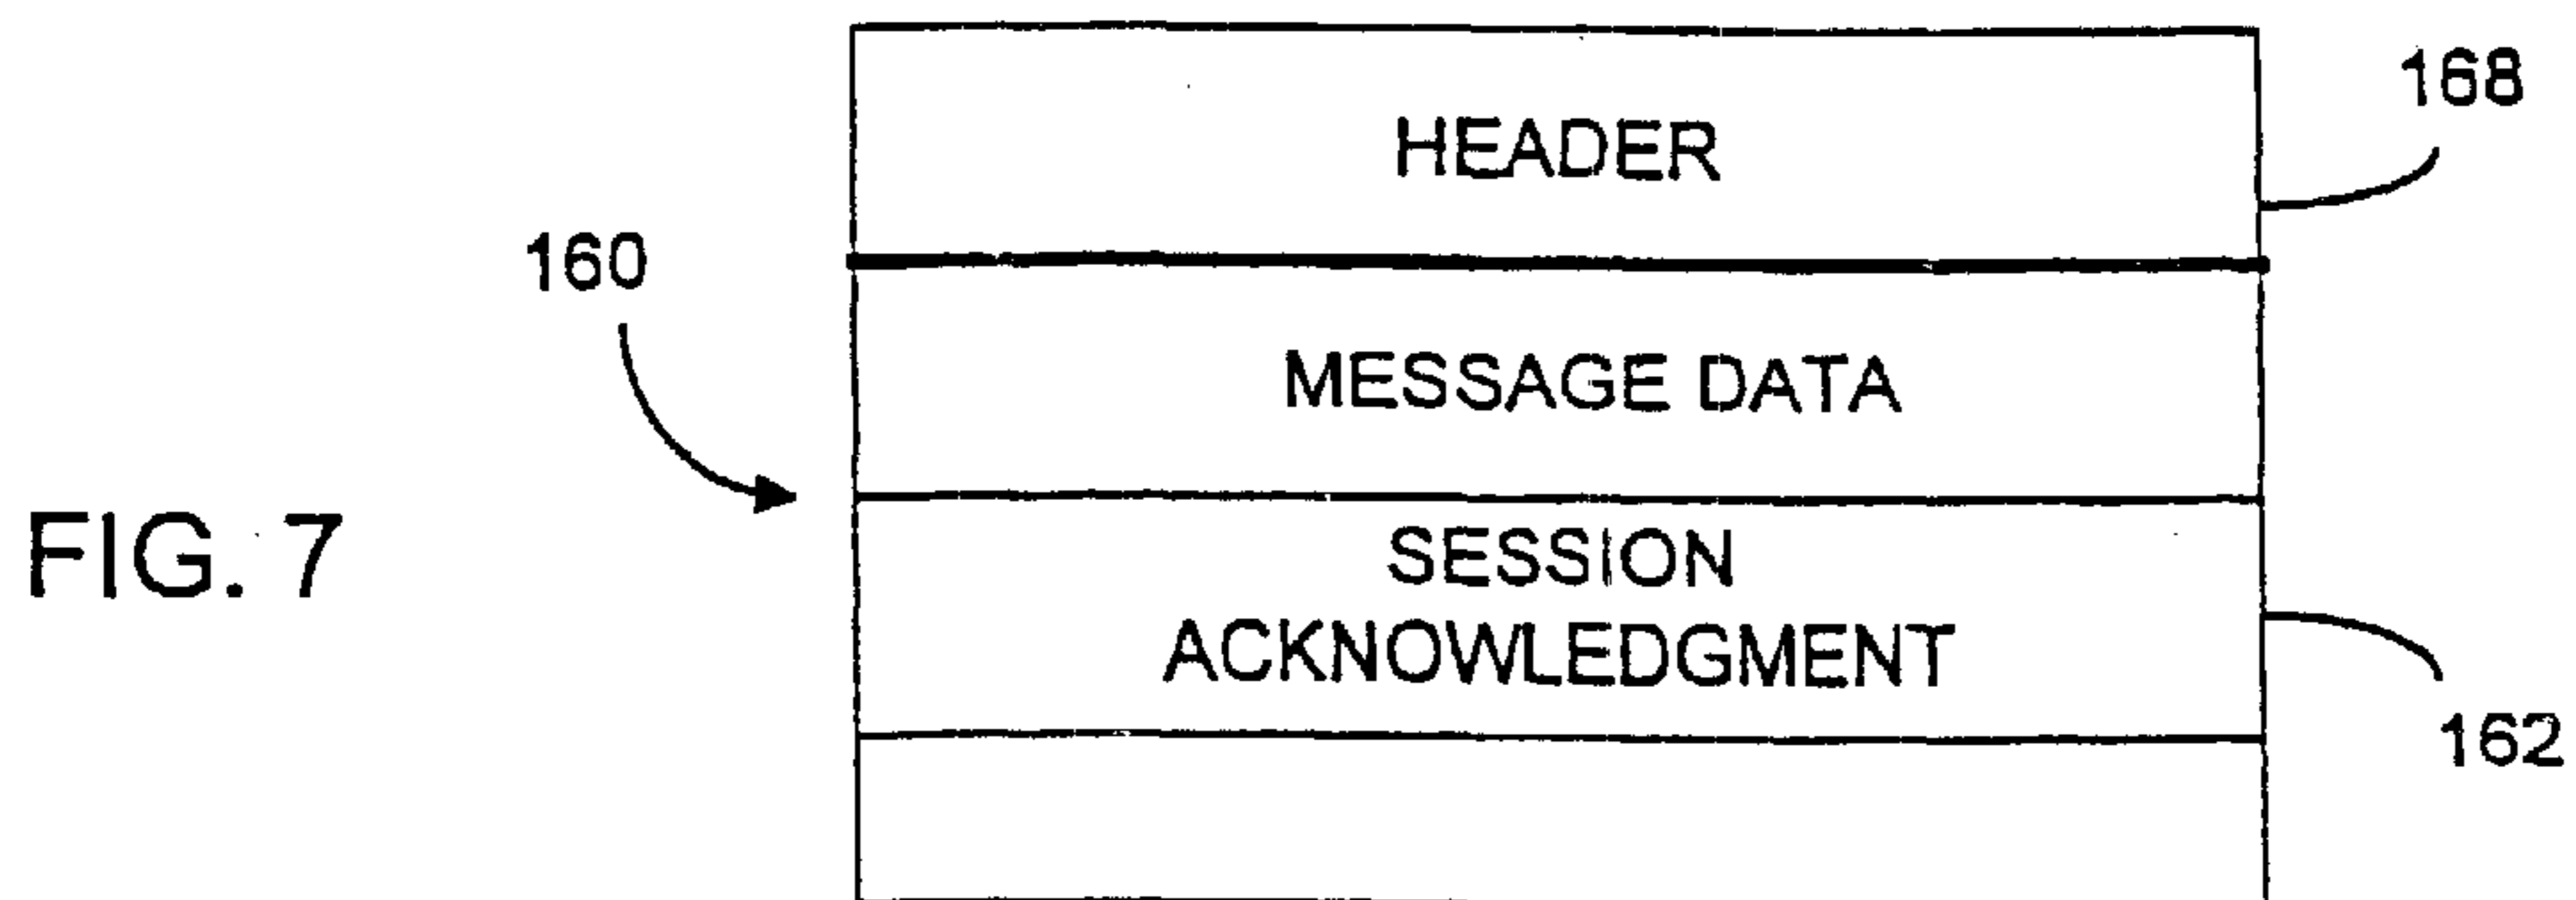 168
HEADER
160
MESSAGE DATA
FIG. 7
SESSION
ACKNOWLEDGMENT
162